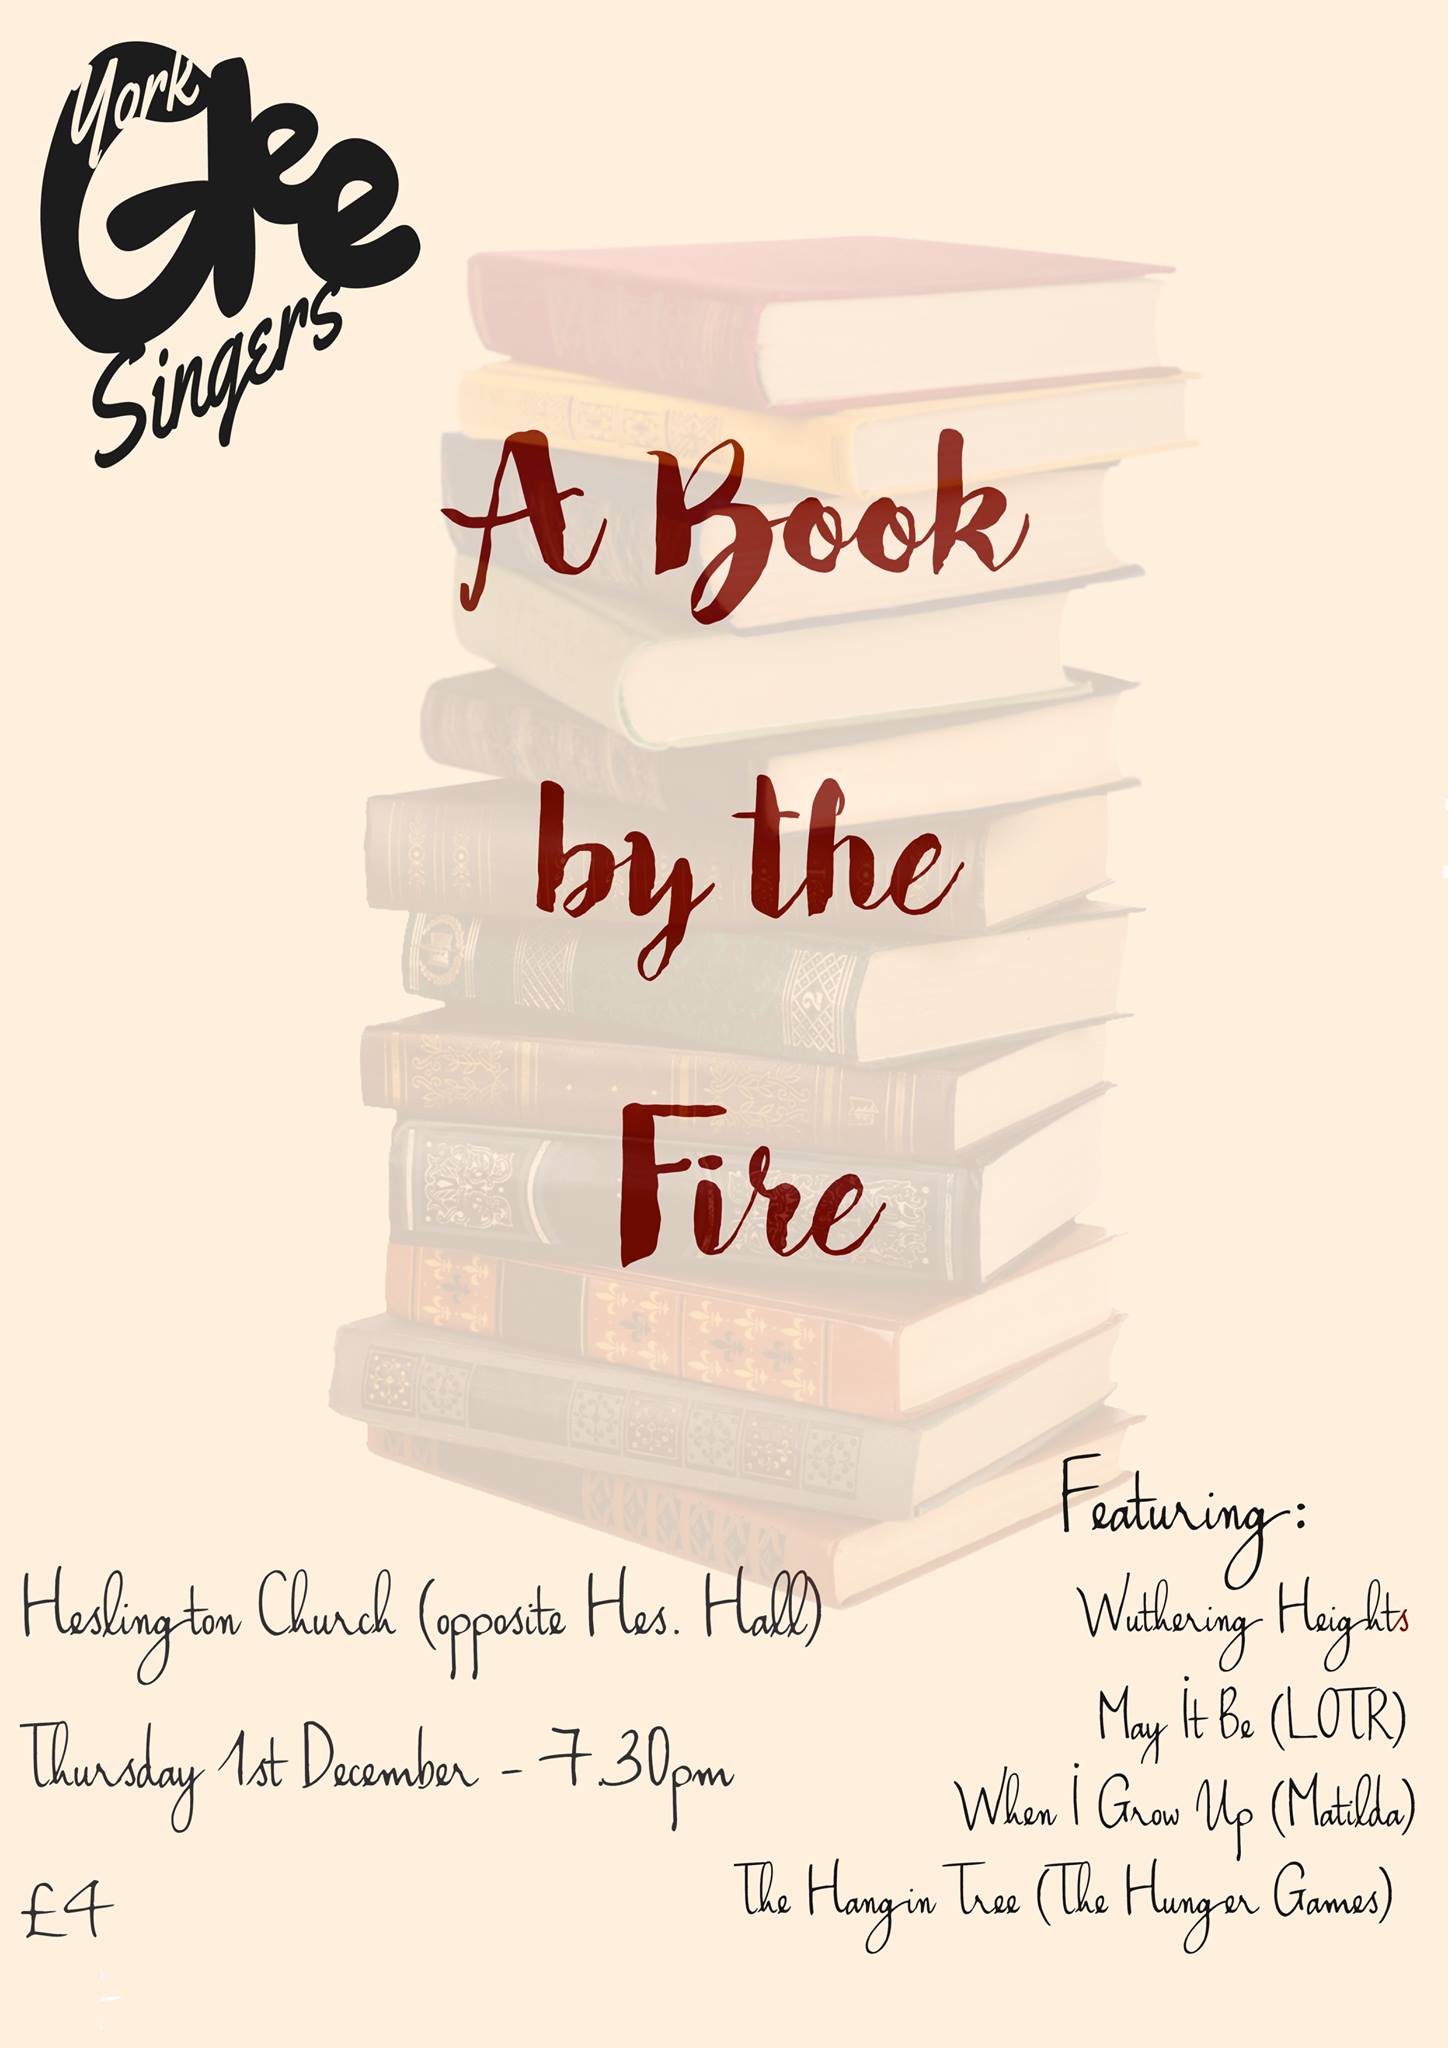 York
Glee
Singers
A Book
by the
Fire
Featuring:
Wuthering Heights
May It Be (LOTR)
When I Grow Up (Matilda)
The Hangin Tree (The Hunger Games)
Heslington Church (opposite Hes. Hall)
Thursday 1st December - 7.30pm
£4
2